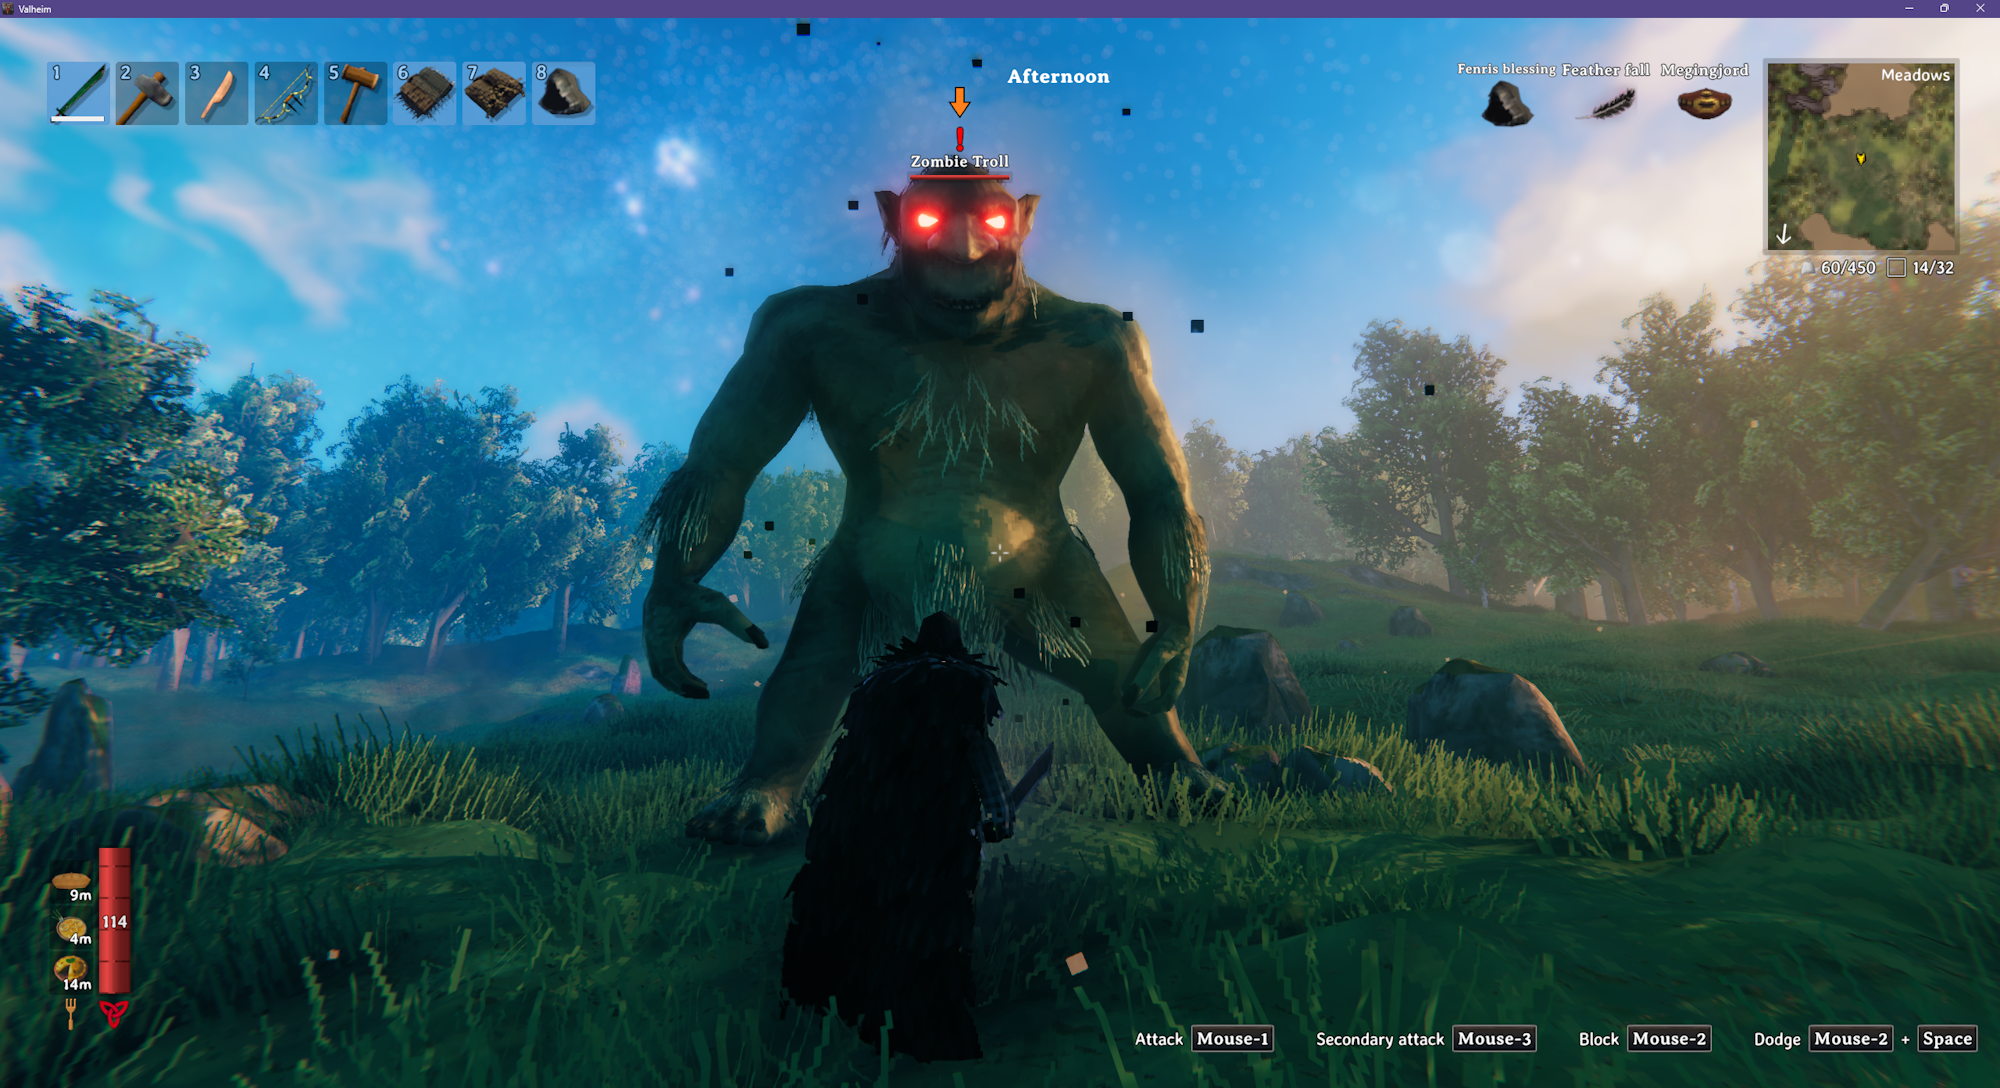 Valheim
1
2
3
4
5
6
7
8
Afternoon
Zombie Troll
Fenris blessing
Feather fall
Megingjord
Meadows
60/450
14/32
9m
4m
14m
114
Attack Mouse-1
Secondary attack Mouse-3
Block Mouse-2
Dodge Mouse-2 + Space